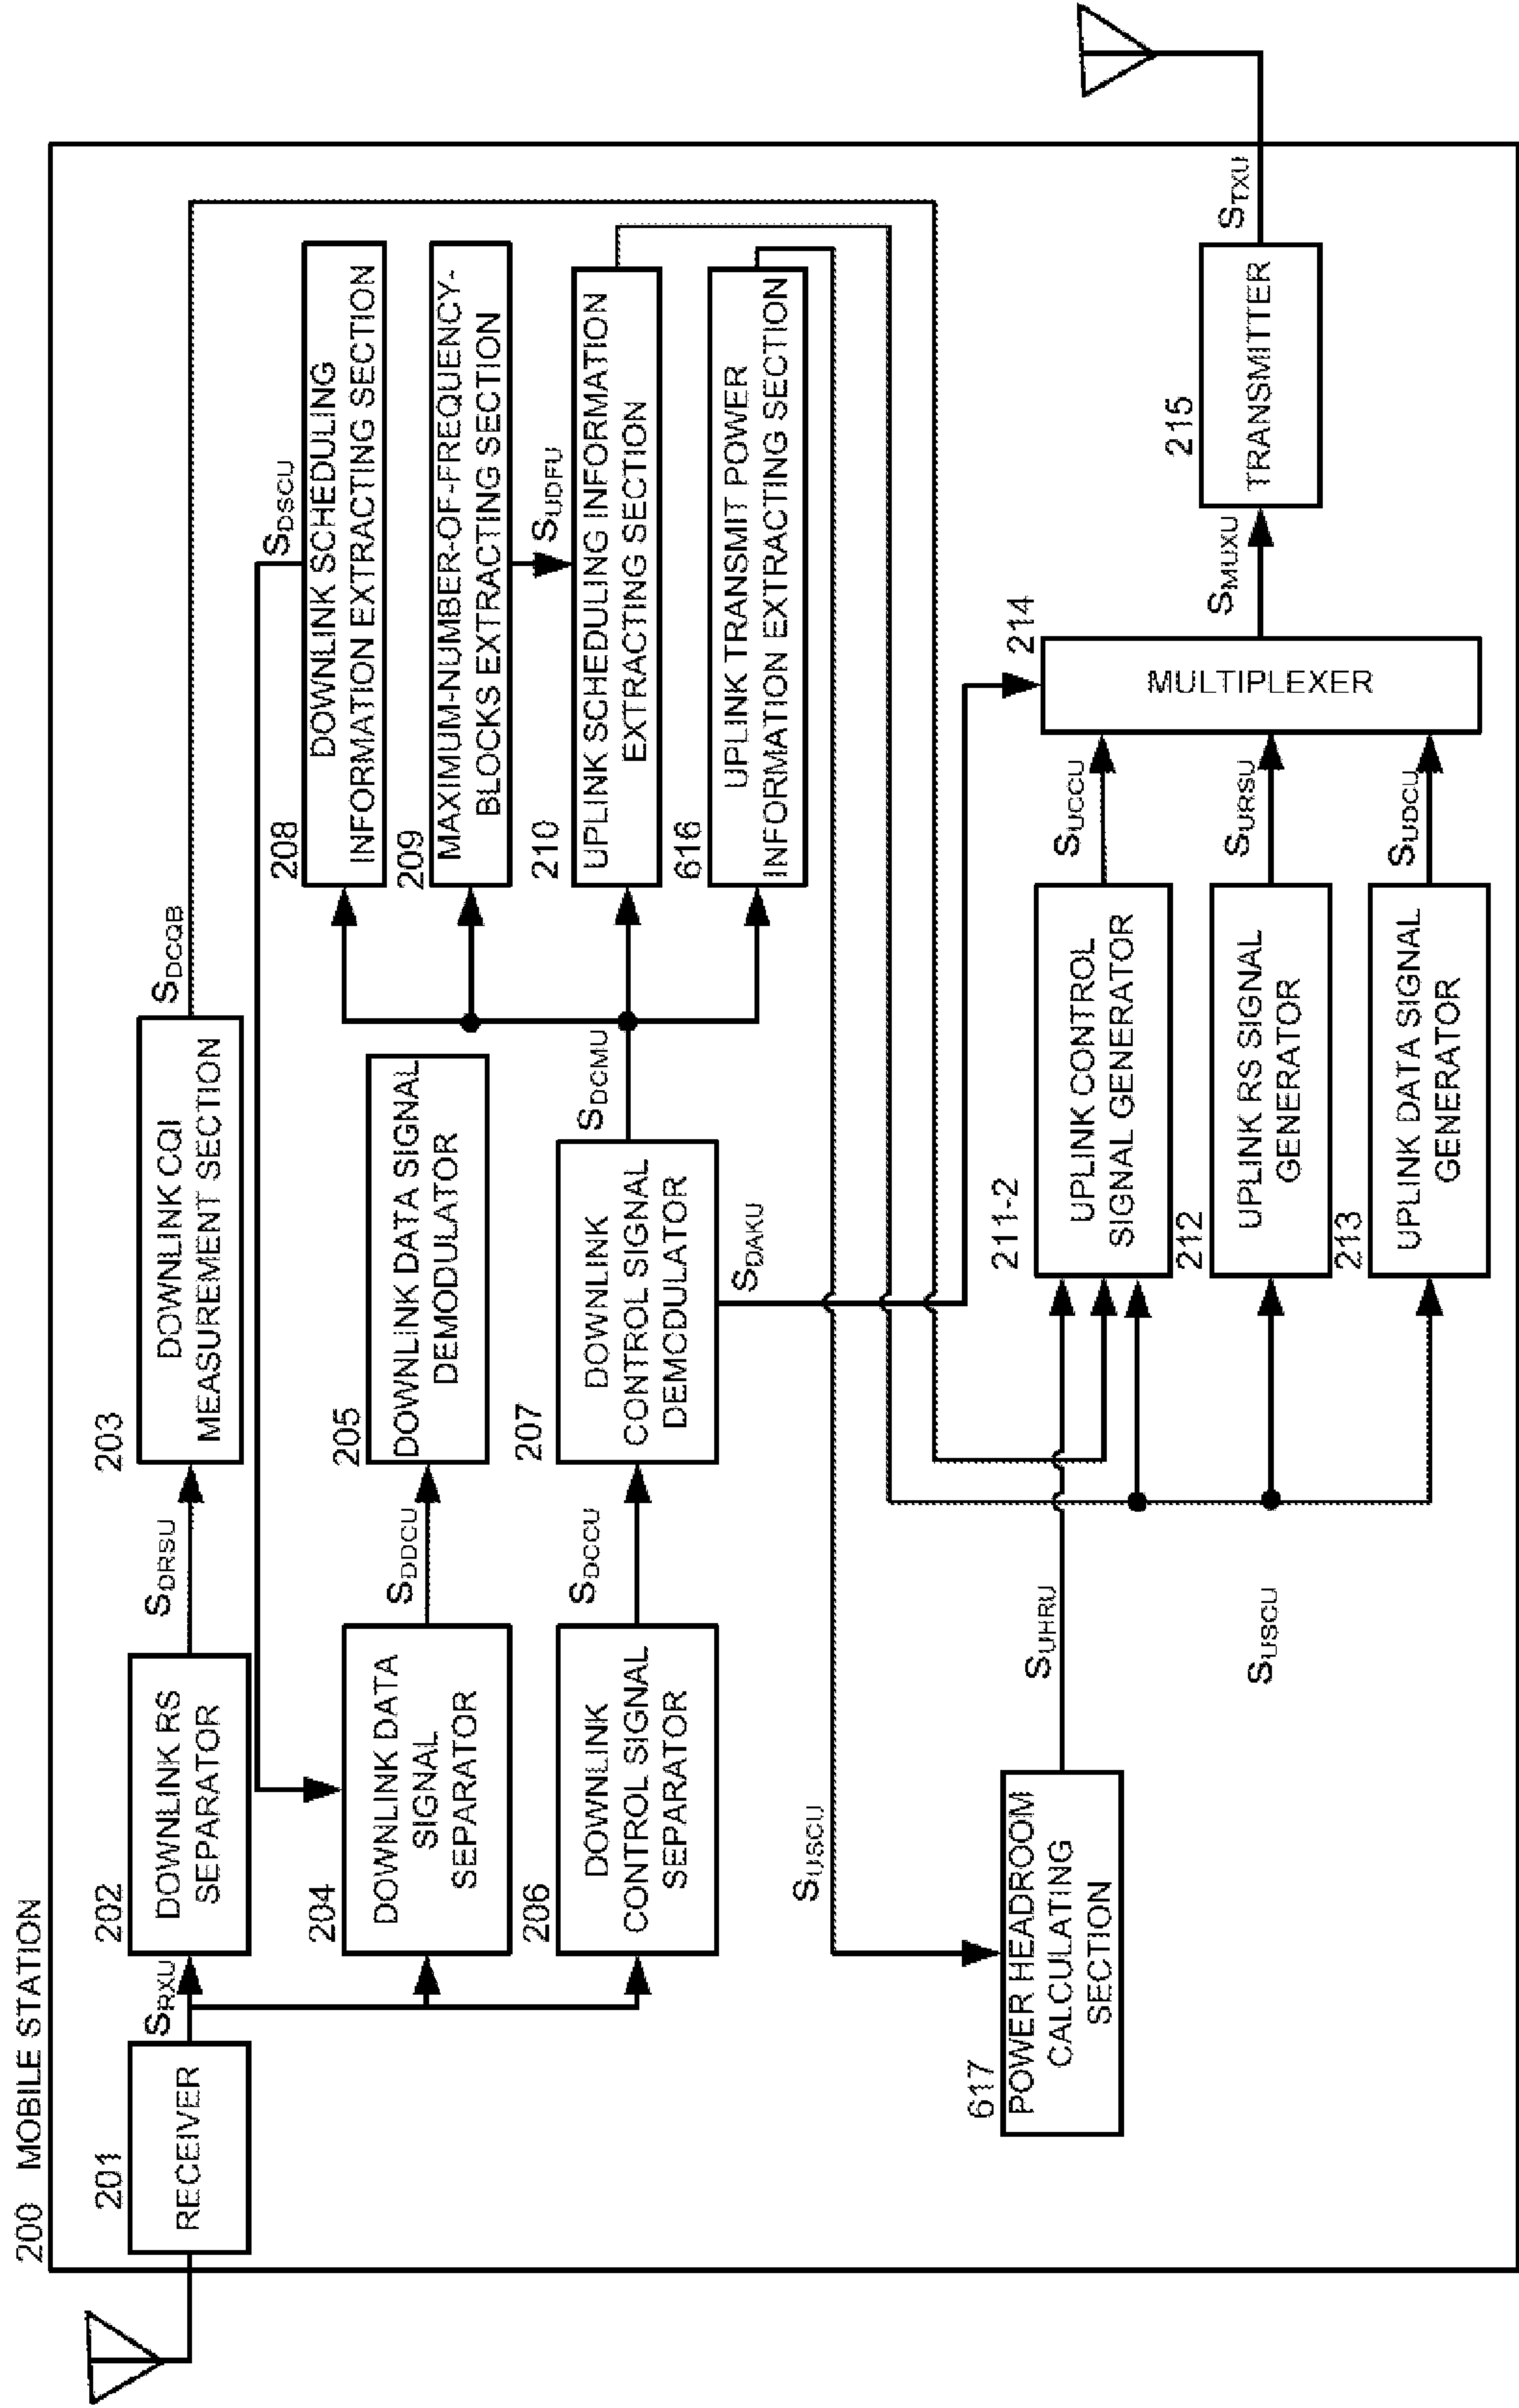 200 MOBILE STATION
201
RECEIVER
SRXU
202
DOWNLINK RS
SEPARATOR
SDRSU
203
DOWNLINK CQI
MEASUREMENT SECTION
SDCQB
204
DOWNLINK DATA
SIGNAL
SEPARATOR
SDDCU
205
DOWNLINK DATA SIGNAL
DEMODULATOR
206
DOWNLINK
CONTROL SIGNAL
SEPARATOR
SDCCU
207
DOWNLINK
CONTROL SIGNAL
DEMCDULATOR
SDCMU
SDAKU
SDSCU
208
DOWNLINK SCHEDULING
INFORMATION EXTRACTING SECTION
209
MAXIMUM-NUMBER-OF-FREQUENCY-
BLOCKS EXTRACTING SECTION
SUDFU
210
UPLINK SCHEDULING INFORMATION
EXTRACTING SECTION
616
UPLINK TRANSMIT POWER
INFORMATION EXTRACTING SECTION
SUSCU
617
POWER HEADROOM
CALCULATING
SECTION
SUHRU
SUSCU
211-2
UPLINK CONTROL
SIGNAL GENERATOR
SUCCU
212
UPLINK RS SIGNAL
GENERATOR
SURSU
213
UPLINK DATA SIGNAL
GENERATOR
SUDCU
214
MULTIPLEXER
SMUXU
215
TRANSMITTER
STXU